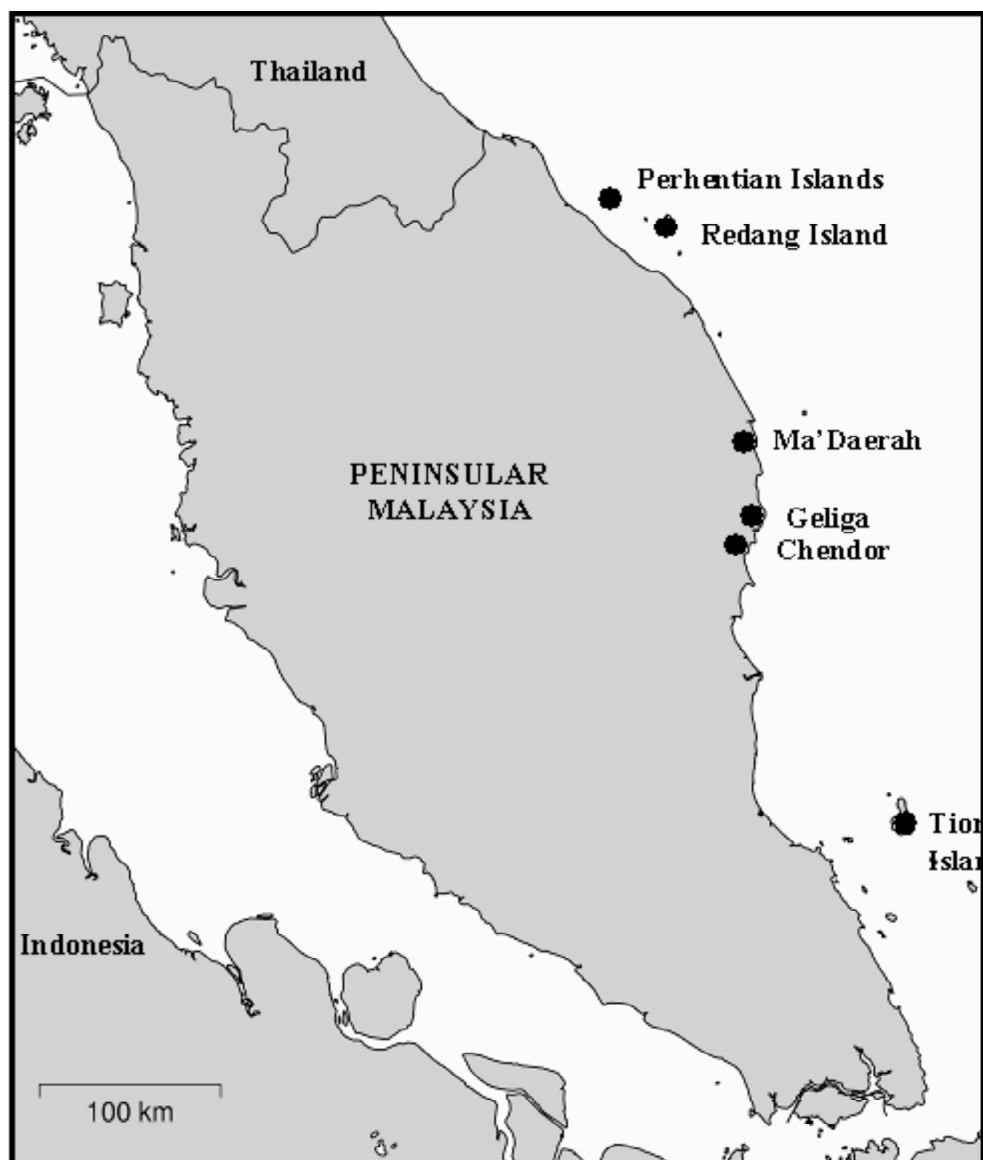 Thailand
Perhentian Islands
Redang Island
Ma'Daerah
PENINSULAR
MALAYSIA
Geliga
Chendor
Indonesia
100 km